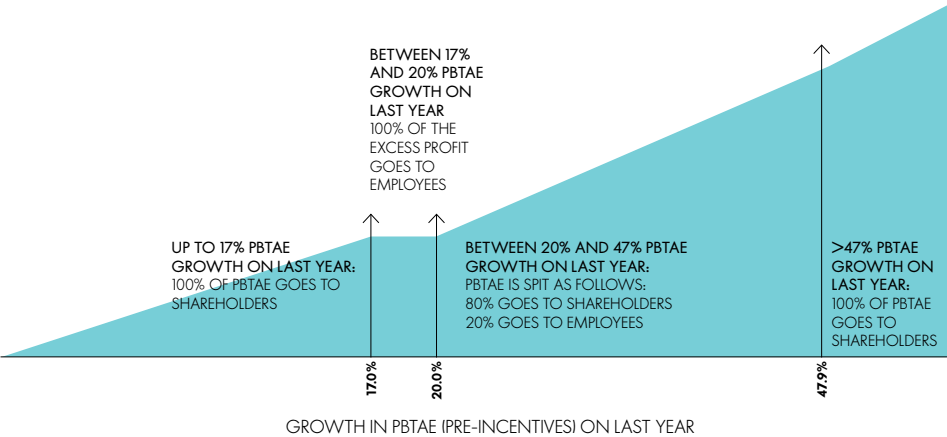 BETWEEN 17%
AND 20% PBTAE
GROWTH ON
LAST YEAR
100% OF THE
EXCESS PROFIT
GOES TO
EMPLOYEES
UP TO 17% PBTAE
GROWTH ON LAST YEAR:
100% OF PBTAE GOES TO
SHAREHOLDERS
BETWEEN 20% AND 47% PBTAE
GROWTH ON LAST YEAR:
PBTAE IS SPIT AS FOLLOWS:
80% GOES TO SHAREHOLDERS
20% GOES TO EMPLOYEES
>47% PBTAE
GROWTH ON
LAST YEAR:
100% OF PBTAE
GOES TO
SHAREHOLDERS
17.0%
20.0%
47.9%
GROWTH IN PBTAE (PRE-INCENTIVES) ON LAST YEAR